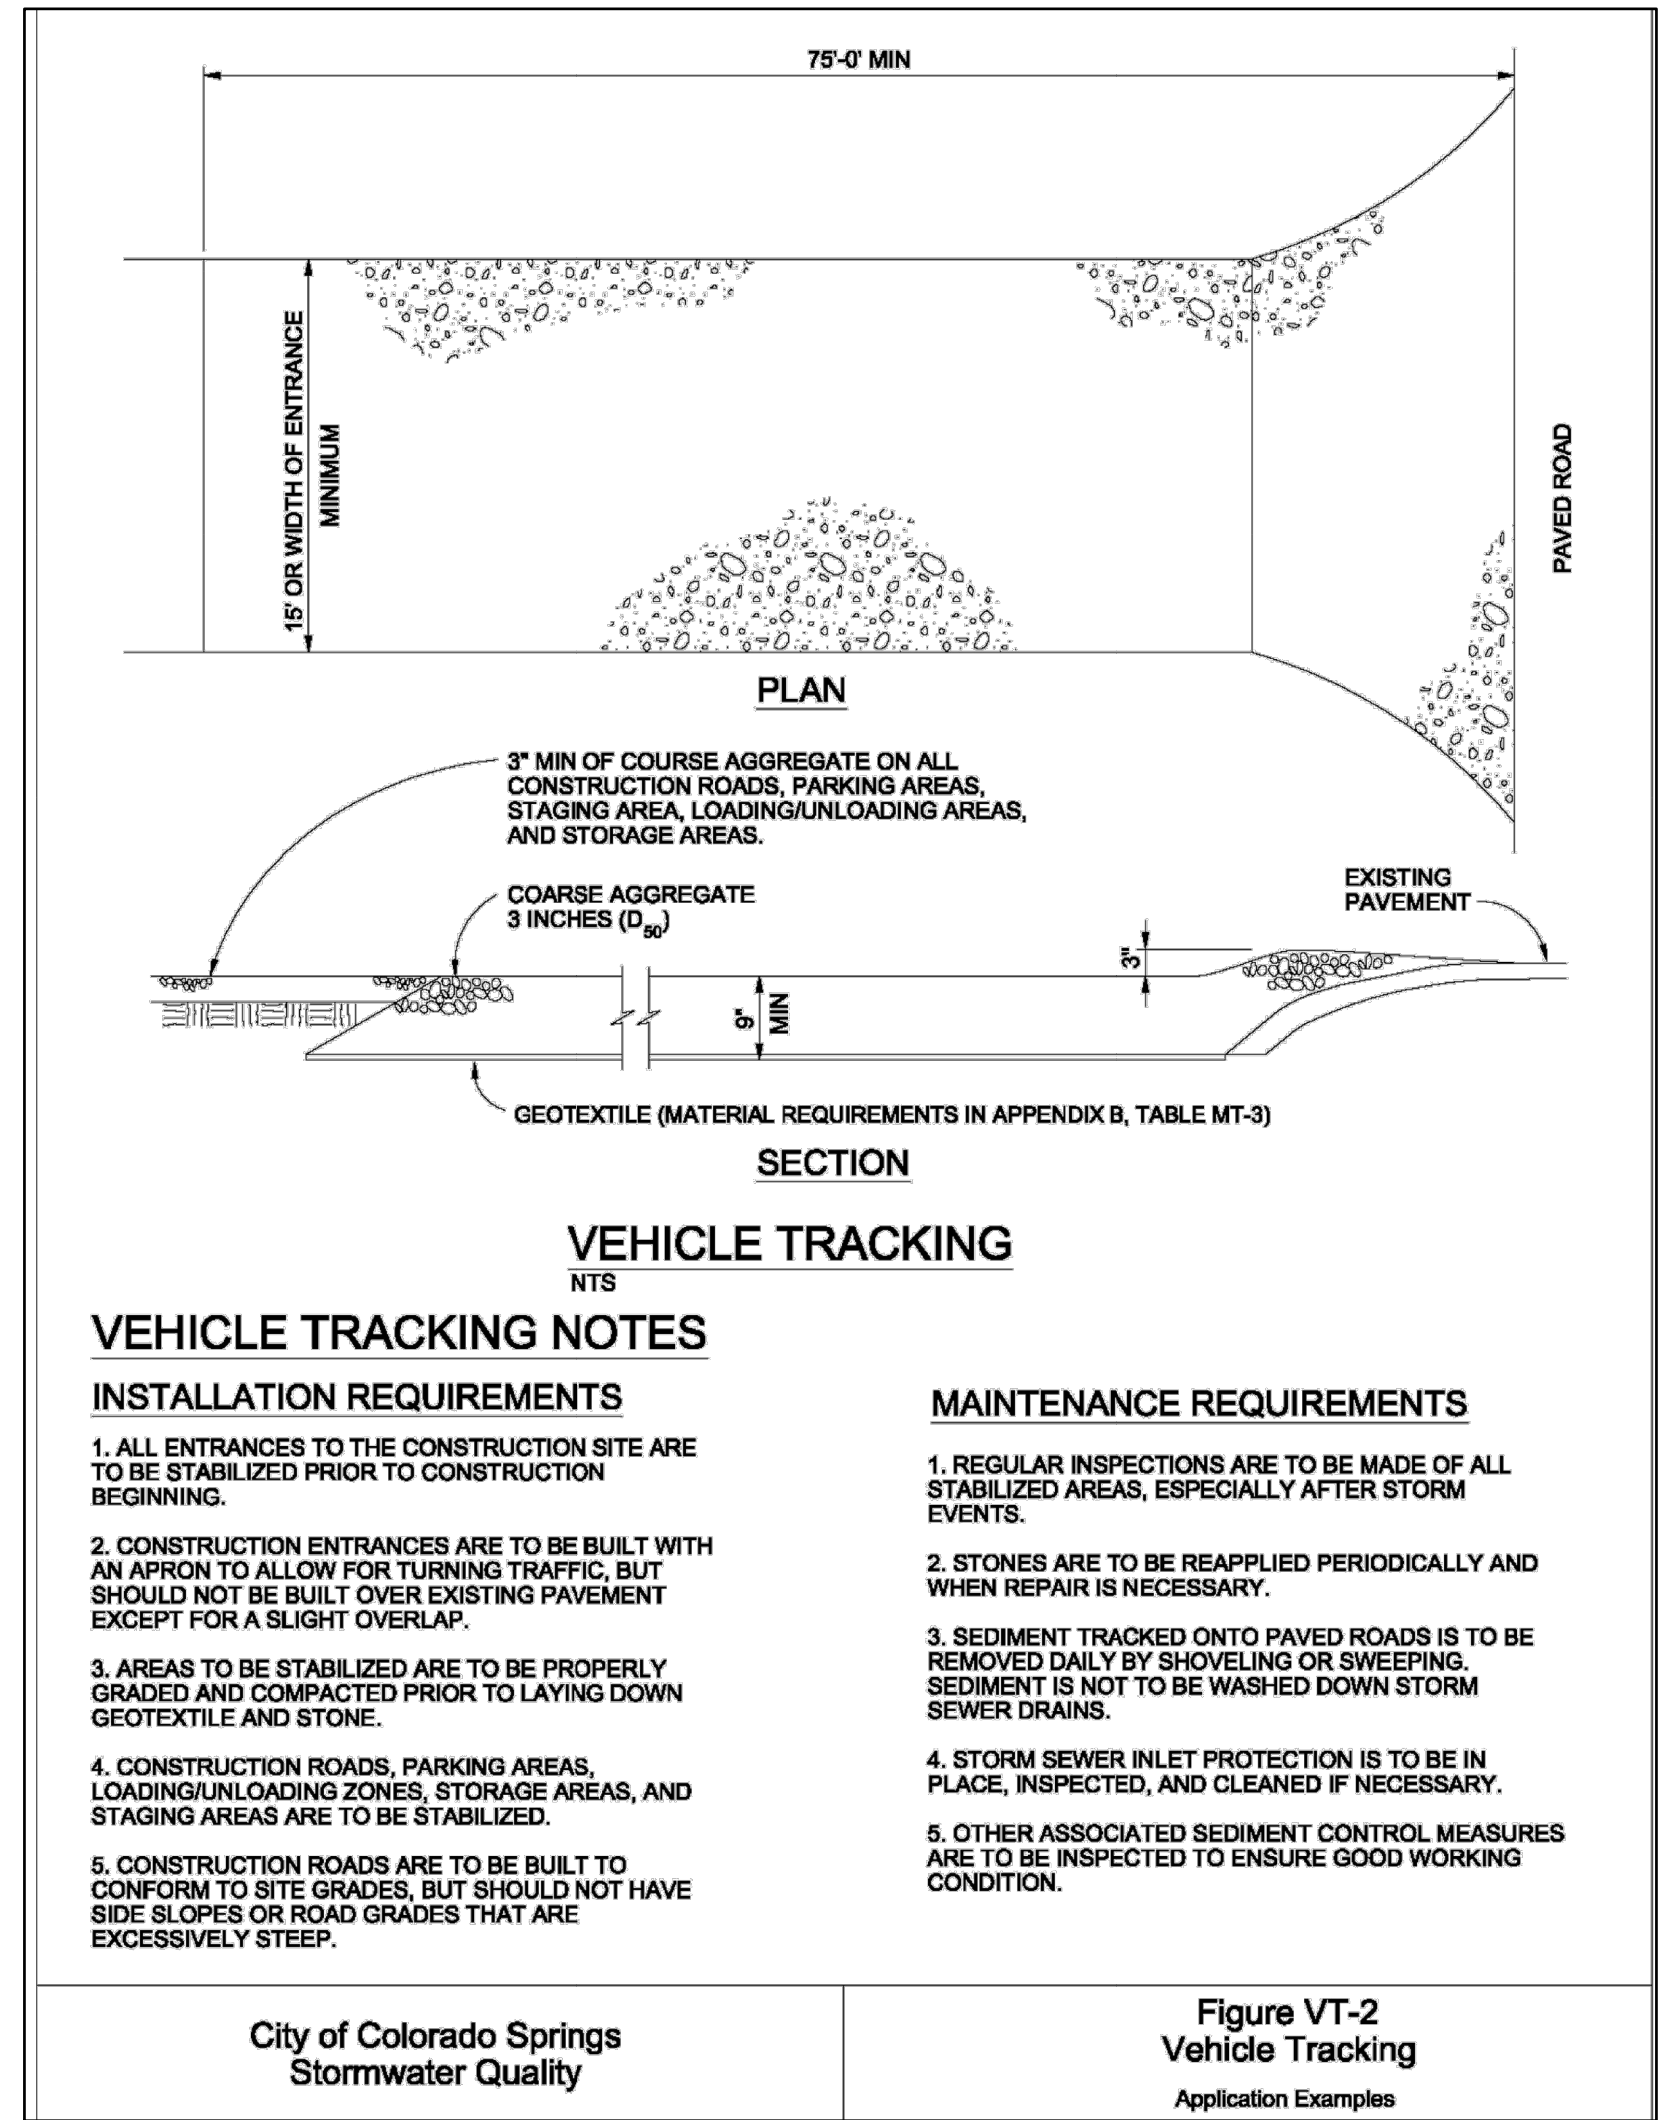 75'-0' MIN
15' OR WIDTH OF ENTRANCE
MINIMUM
PAVED ROAD
PLAN
3" MIN OF COURSE AGGREGATE ON ALL
CONSTRUCTION ROADS, PARKING AREAS,
STAGING AREA, LOADING/UNLOADING AREAS,
AND STORAGE AREAS.
COARSE AGGREGATE
3 INCHES (D50)
EXISTING
PAVEMENT
3"
9"
MIN
GEOTEXTILE (MATERIAL REQUIREMENTS IN APPENDIX B, TABLE MT-3)
SECTION
VEHICLE TRACKING
NTS
VEHICLE TRACKING NOTES
INSTALLATION REQUIREMENTS
1. ALL ENTRANCES TO THE CONSTRUCTION SITE ARE
TO BE STABILIZED PRIOR TO CONSTRUCTION
BEGINNING.
2. CONSTRUCTION ENTRANCES ARE TO BE BUILT WITH
AN APRON TO ALLOW FOR TURNING TRAFFIC, BUT
SHOULD NOT BE BUILT OVER EXISTING PAVEMENT
EXCEPT FOR A SLIGHT OVERLAP.
3. AREAS TO BE STABILIZED ARE TO BE PROPERLY
GRADED AND COMPACTED PRIOR TO LAYING DOWN
GEOTEXTILE AND STONE.
4. CONSTRUCTION ROADS, PARKING AREAS,
LOADING/UNLOADING ZONES, STORAGE AREAS, AND
STAGING AREAS ARE TO BE STABILIZED.
5. CONSTRUCTION ROADS ARE TO BE BUILT TO
CONFORM TO SITE GRADES, BUT SHOULD NOT HAVE
SIDE SLOPES OR ROAD GRADES THAT ARE
EXCESSIVELY STEEP.
MAINTENANCE REQUIREMENTS
1. REGULAR INSPECTIONS ARE TO BE MADE OF ALL
STABILIZED AREAS, ESPECIALLY AFTER STORM
EVENTS.
2. STONES ARE TO BE REAPPLIED PERIODICALLY AND
WHEN REPAIR IS NECESSARY.
3. SEDIMENT TRACKED ONTO PAVED ROADS IS TO BE
REMOVED DAILY BY SHOVELING OR SWEEPING.
SEDIMENT IS NOT TO BE WASHED DOWN STORM
SEWER DRAINS.
4. STORM SEWER INLET PROTECTION IS TO BE IN
PLACE, INSPECTED, AND CLEANED IF NECESSARY.
5. OTHER ASSOCIATED SEDIMENT CONTROL MEASURES
ARE TO BE INSPECTED TO ENSURE GOOD WORKING
CONDITION.
City of Colorado Springs
Stormwater Quality
Figure VT-2
Vehicle Tracking
Application Examples